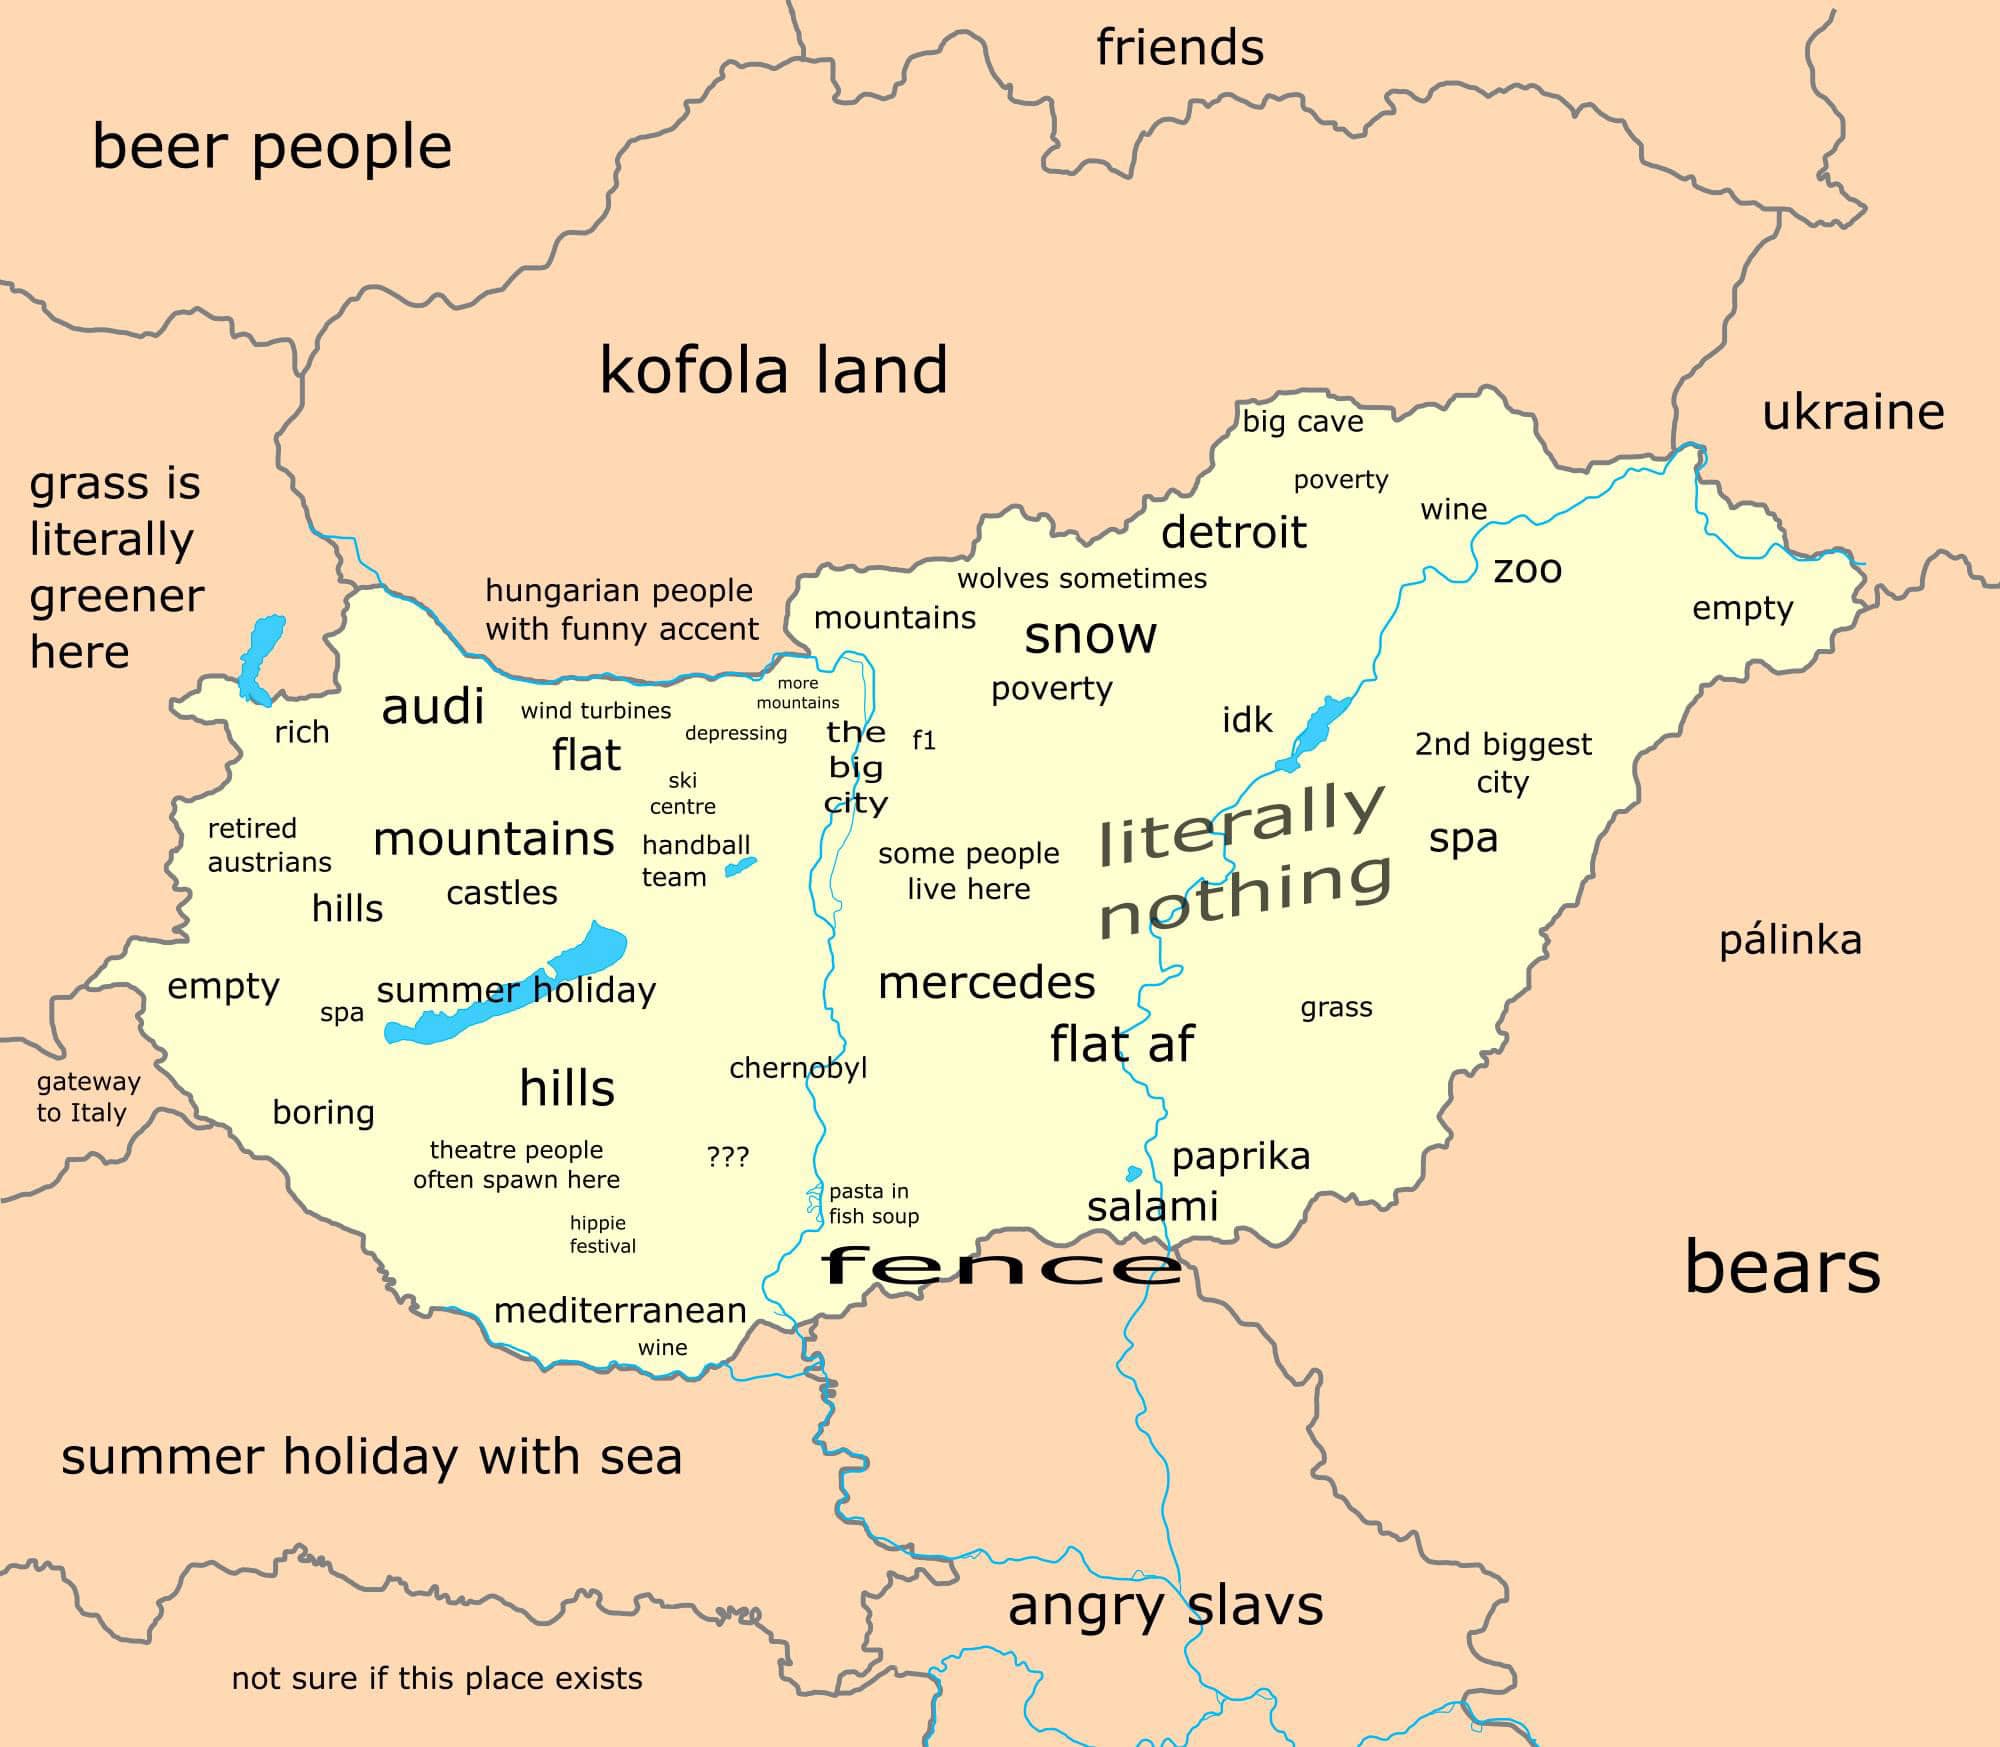 friends
beer people
kofola land
ukraine
grass is
literally
greener
here
big cave
poverty
wine
detroit
zoo
wolves sometimes
hungarian people
with funny accent
mountains
snow
empty
poverty
more
mountains
audi
wind turbines
rich
depressing
the
big
city
f1
idk
flat
2nd biggest
city
ski
centre
literally
nothing
retired
austrians
mountains
handball
team
spa
some people
live here
castles
hills
pálinka
empty
summer holiday
spa
mercedes
grass
flat af
gateway
to Italy
chernobyl
hills
boring
theatre people
often spawn here
???
paprika
pasta in
fish soup
salami
hippie
festival
fence
bears
mediterranean
wine
summer holiday with sea
angry slavs
not sure if this place exists